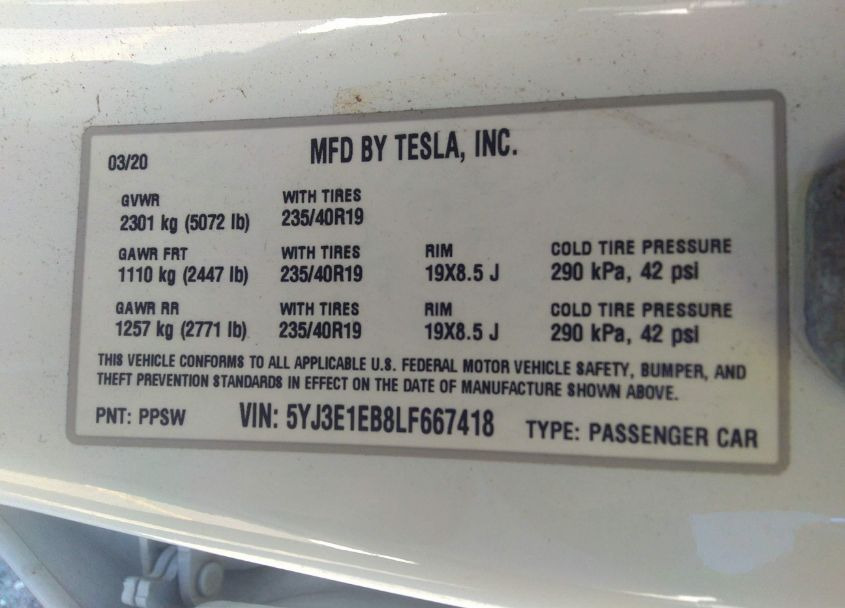 03/20 MFD BY TESLA, INC.
GVWR WITH TIRES
2301 kg (5072 lb) 235/40R19
GAWR FRT WITH TIRES RIM COLD TIRE PRESSURE
1110 kg (2447 lb) 235/40R19 19X8.5 J 290 kPa, 42 psi
GAWR RR WITH TIRES RIM COLD TIRE PRESSURE
1257 kg (2771 lb) 235/40R19 19X8.5 J 290 kPa, 42 psi
THIS VEHICLE CONFORMS TO ALL APPLICABLE U.S. FEDERAL MOTOR VEHICLE SAFETY, BUMPER, AND
THEFT PREVENTION STANDARDS IN EFFECT ON THE DATE OF MANUFACTURE SHOWN ABOVE.
PNT: PPSW VIN: 5YJ3E1EB8LF667418 TYPE: PASSENGER CAR